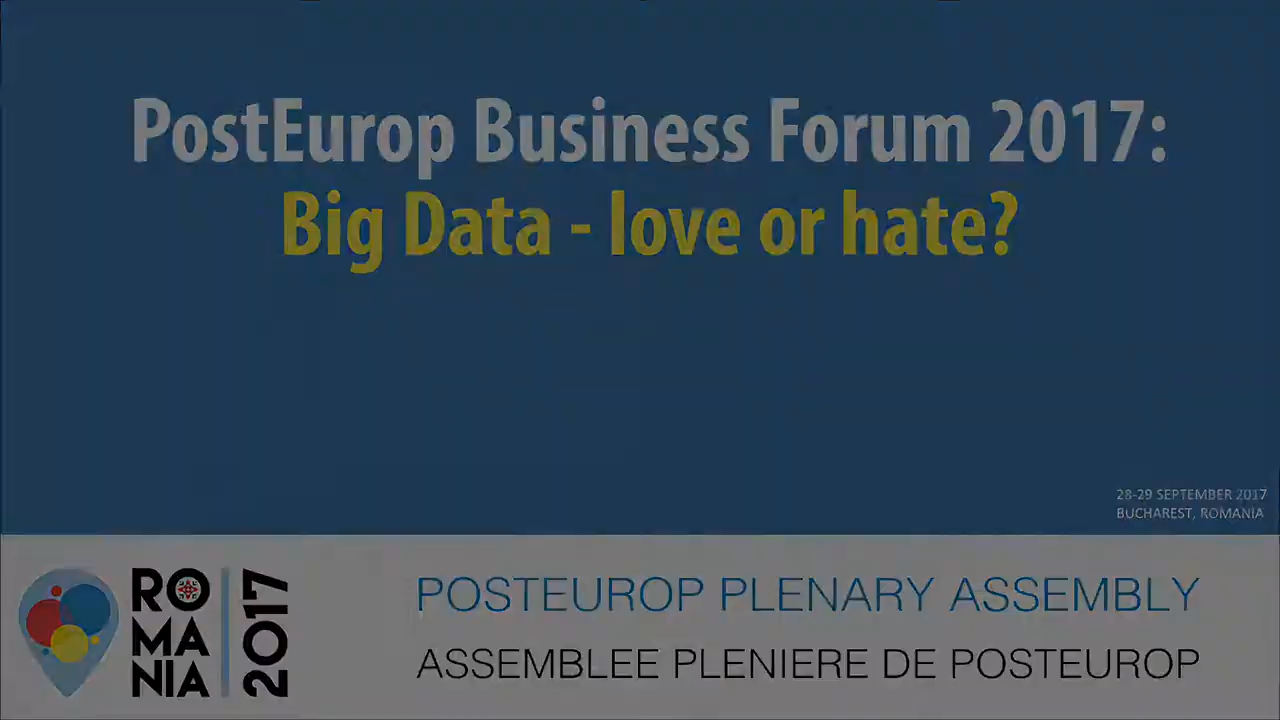 PostEurop Business Forum 2017:
Big Data - love or hate?
28-29 SEPTEMBER 2017
BUCHAREST, ROMANIA
RO
MA
NIA
2017
POSTEUROP PLENARY ASSEMBLY
ASSEMBLEE PLENIERE DE POSTEUROP